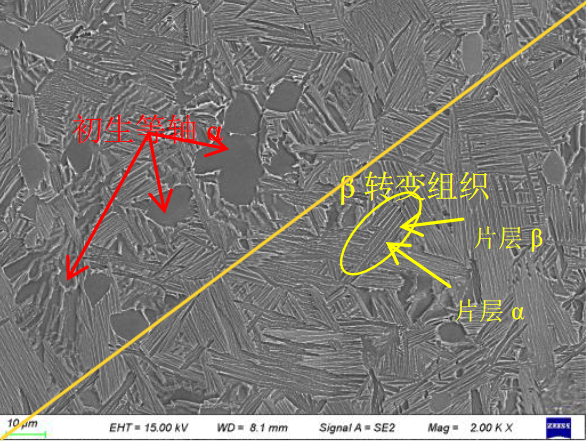 初生等轴 α
β 转变组织
片层 β
片层 α
10 μm
EHT = 15.00 kV WD = 8.1 mm Signal A = SE2 Mag = 2.00 K X
ZEISS